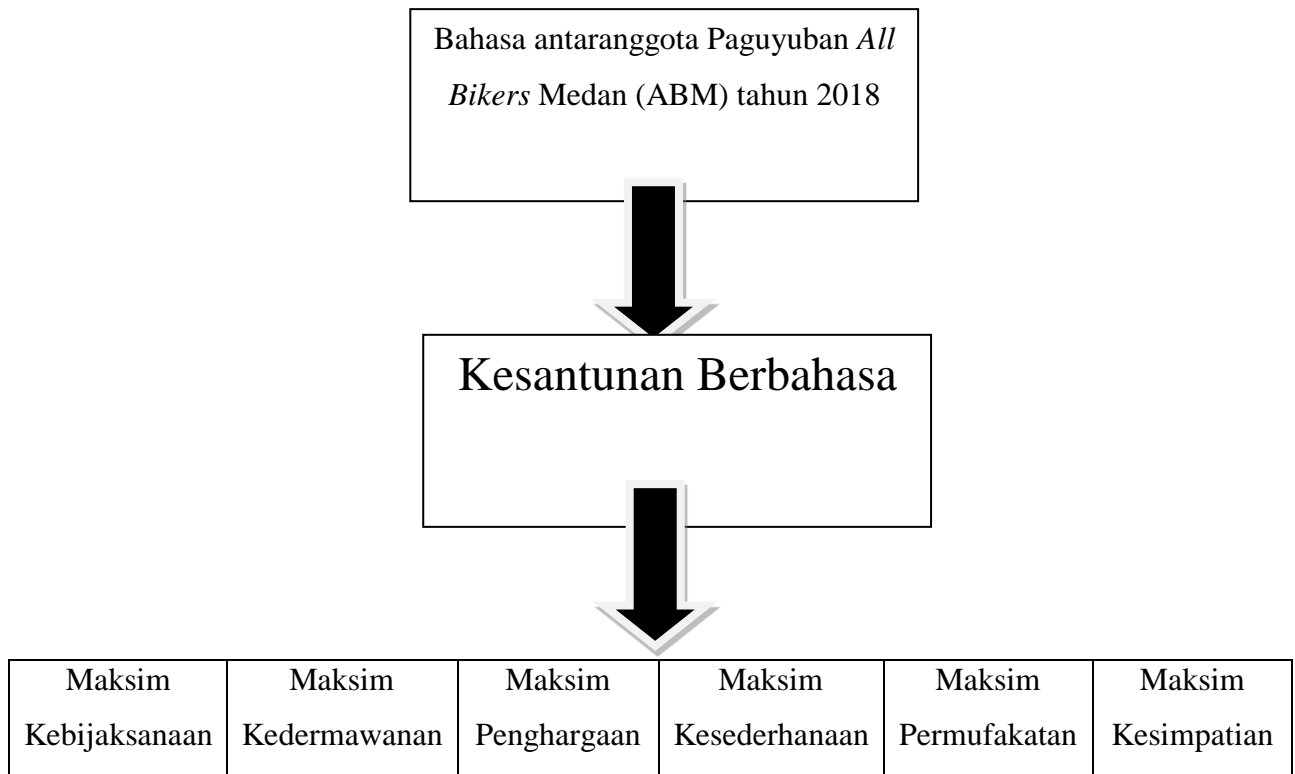 Bahasa antaranggota Paguyuban All
Bikers Medan (ABM) tahun 2018
Kesantunan Berbahasa
Maksim Kebijaksanaan
Maksim Kedermawanan
Maksim Penghargaan
Maksim Kesederhanaan
Maksim Permufakatan
Maksim Kesimpatian